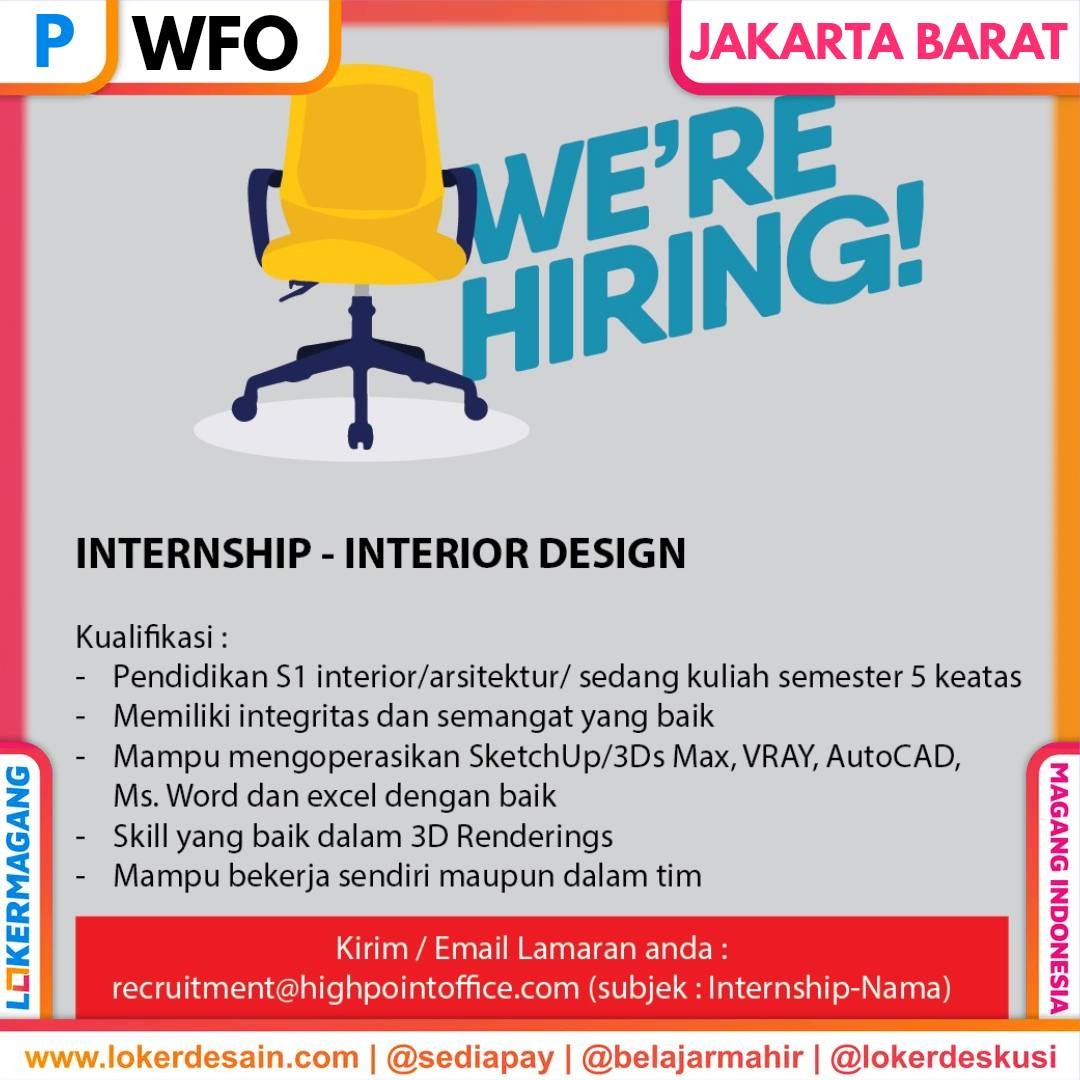 P
WFO
JAKARTA BARAT
WE'RE
HIRING!
INTERNSHIP - INTERIOR DESIGN
Kualifikasi :
- Pendidikan S1 interior/arsitektur/ sedang kuliah semester 5 keatas
- Memiliki integritas dan semangat yang baik
- Mampu mengoperasikan SketchUp/3Ds Max, VRAY, AutoCAD,
Ms. Word dan excel dengan baik
- Skill yang baik dalam 3D Renderings
- Mampu bekerja sendiri maupun dalam tim
Kirim / Email Lamaran anda :
recruitment@highpointoffice.com (subjek : Internship-Nama)
LOKERMAGANG
MAGANG INDONESIA
www.lokerdesain.com | @sediapay | @belajarmahir | @lokerdeskusi